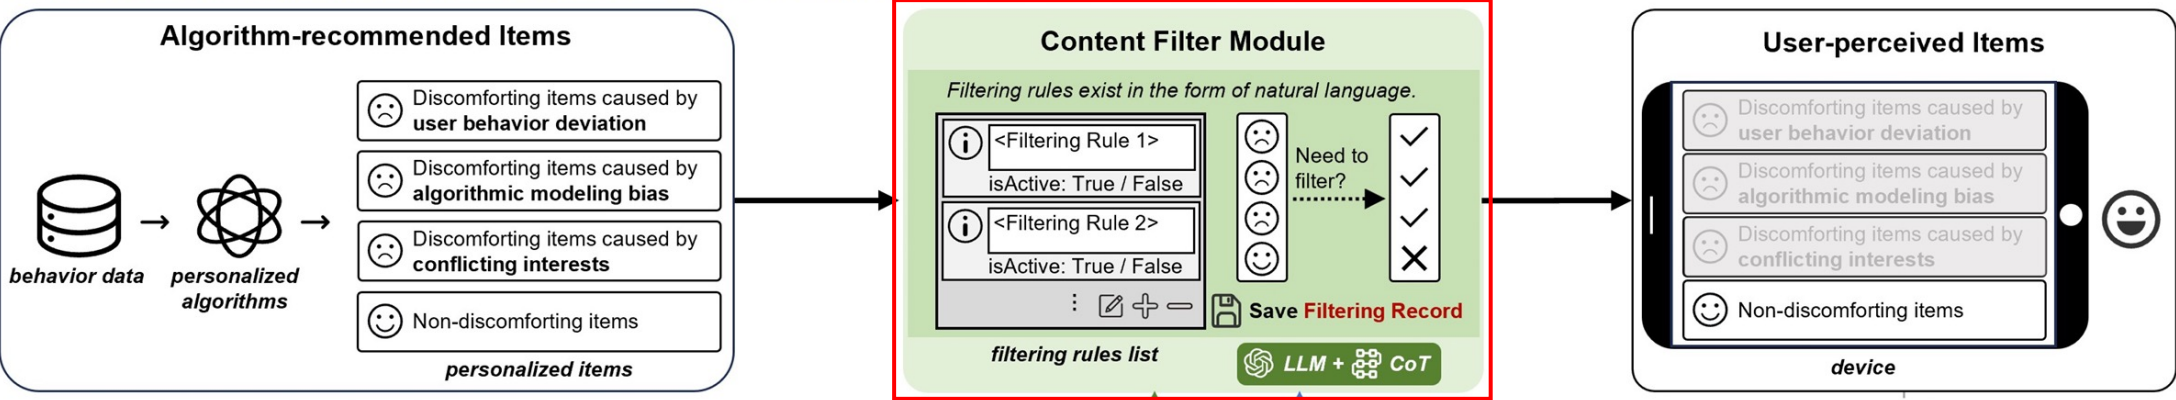 Algorithm-recommended Items
Discomforting items caused by
user behavior deviation
Discomforting items caused by
algorithmic modeling bias
Discomforting items caused by
conflicting interests
Non-discomforting items
behavior data
personalized
algorithms
personalized items
Content Filter Module
Filtering rules exist in the form of natural language.
<Filtering Rule 1>
isActive: True / False
<Filtering Rule 2>
isActive: True / False
Need to
filter?
Save Filtering Record
filtering rules list
LLM + CoT
User-perceived Items
Discomforting items caused by
user behavior deviation
Discomforting items caused by
algorithmic modeling bias
Discomforting items caused by
conflicting interests
Non-discomforting items
device